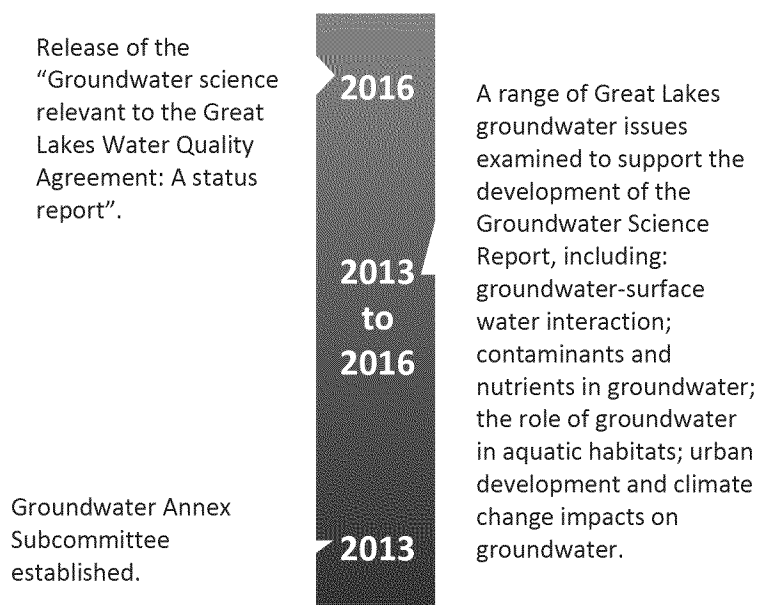 Release of the
“Groundwater science
relevant to the Great
Lakes Water Quality
Agreement: A status
report”.
2016
A range of Great Lakes
groundwater issues
examined to support the
development of the
Groundwater Science
Report, including:
groundwater-surface
water interaction;
contaminants and
nutrients in groundwater;
the role of groundwater
in aquatic habitats; urban
development and climate
change impacts on
groundwater.
2013
to
2016
Groundwater Annex
Subcommittee
established.
2013